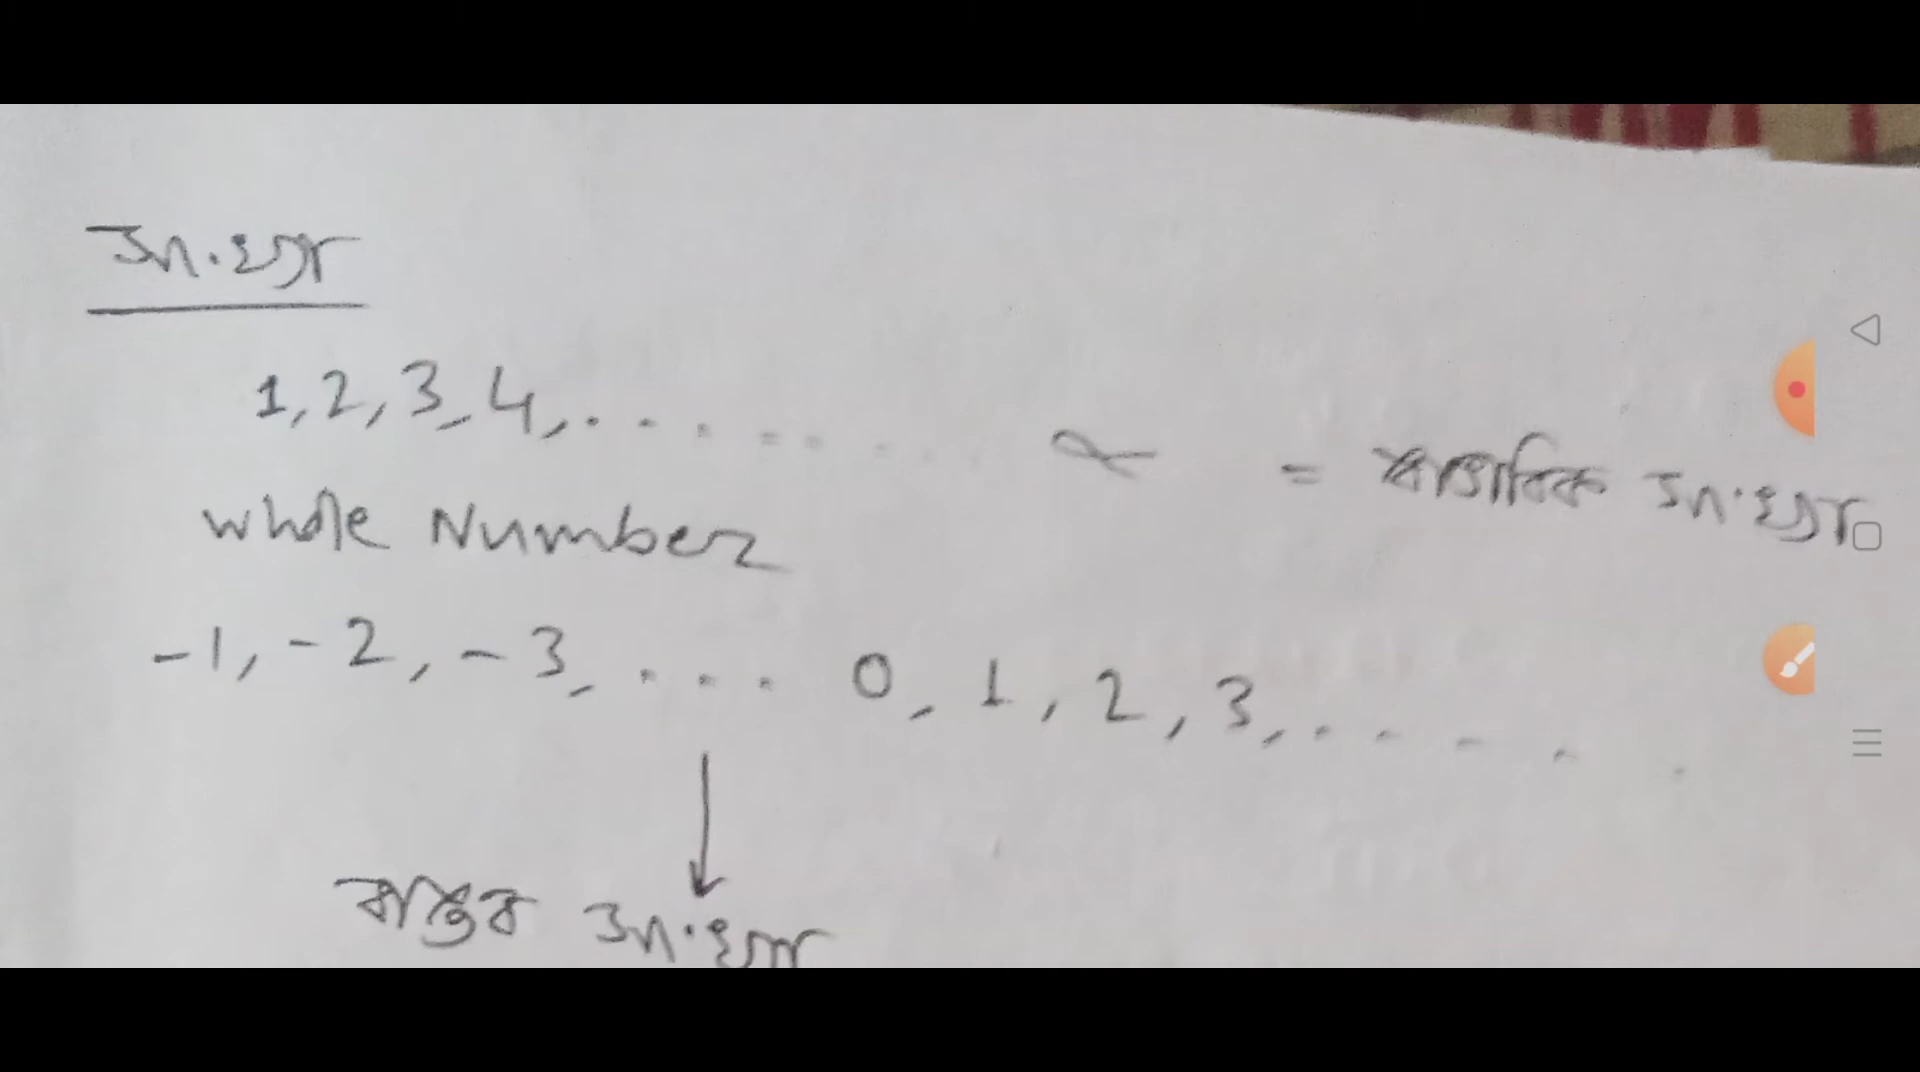 সংখ্যা
1, 2, 3, 4, . . . . . . . . . ∝ = স্বাভাবিক সংখ্যা
whole Number
-1, -2, -3, . . . 0, 1, 2, 3, . . . . .
↓
বাস্তব সংখ্যা